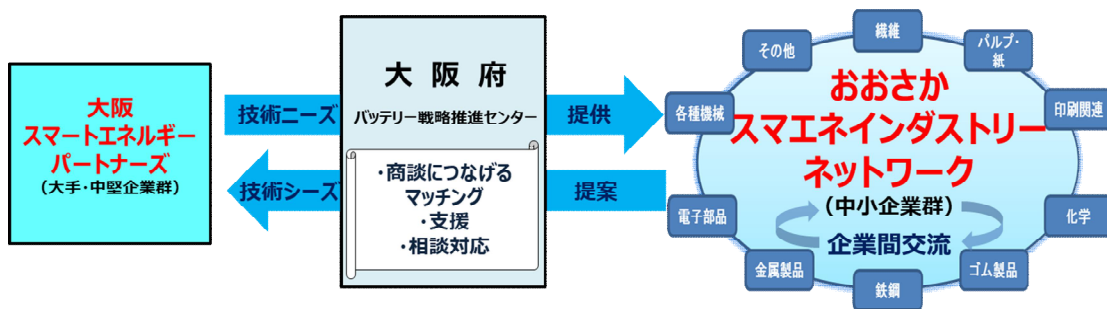 大阪
スマートエネルギー
パートナーズ
(大手・中堅企業群)
技術ニーズ
技術シーズ
大阪府
バッテリー戦略推進センター
・商談につなげる
マッチング
・支援
・相談対応
提供
提案
おおさか
スマエネインダストリー
ネットワーク
(中小企業群)
企業間交流
繊維
パルプ・
紙
印刷関連
化学
ゴム製品
鉄鋼
金属製品
電子部品
各種機械
その他